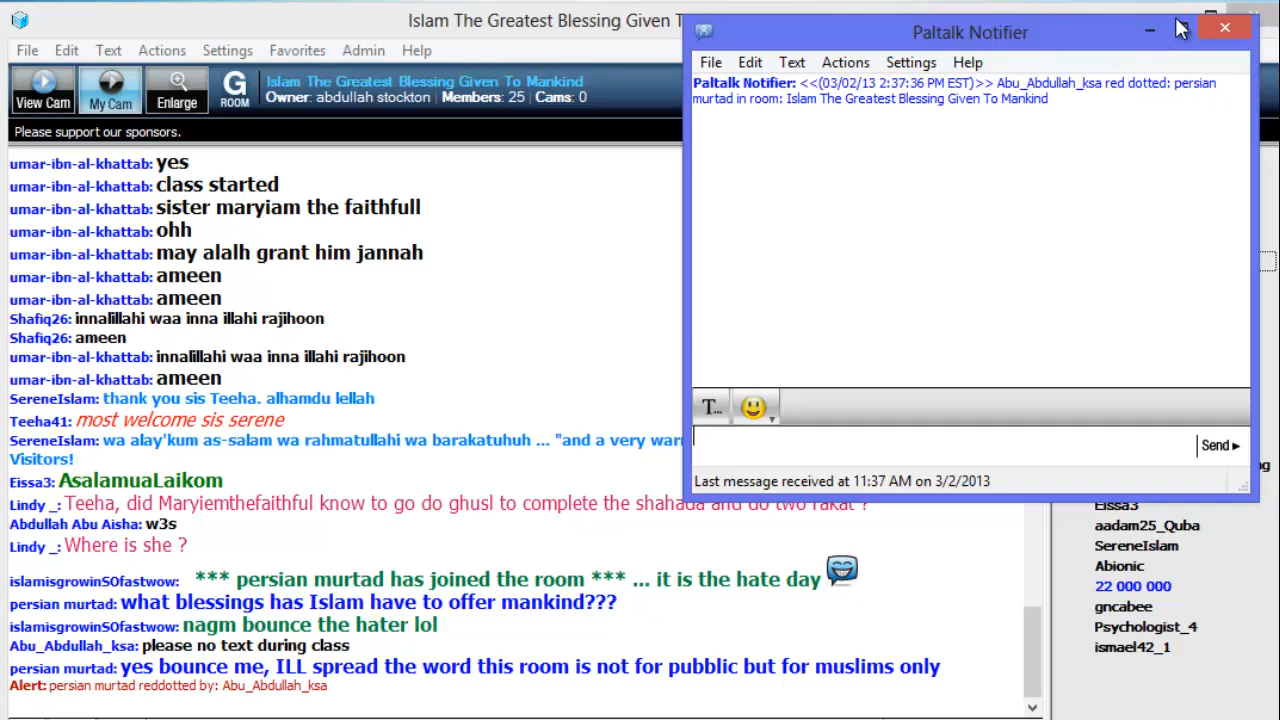 Islam The Greatest Blessing Given T
File Edit Text Actions Settings Favorites Admin Help
View Cam
My Cam
Enlarge
G
ROOM
Islam The Greatest Blessing Given To Mankind
Owner: abdullah stockton Members: 25 Cams: 0
Please support our sponsors.
umar-ibn-al-khattab: yes
umar-ibn-al-khattab: class started
umar-ibn-al-khattab: sister maryiam the faithfull
umar-ibn-al-khattab: ohh
umar-ibn-al-khattab: may alalh grant him jannah
umar-ibn-al-khattab: ameen
umar-ibn-al-khattab: ameen
Shafiq26: innalillahi waa inna illahi rajihoon
Shafiq26: ameen
umar-ibn-al-khattab: innalillahi waa inna illahi rajihoon
umar-ibn-al-khattab: ameen
SereneIslam: thank you sis Teeha. alhamdu lellah
Teeha41: most welcome sis serene
SereneIslam: wa alay'kum as-salam wa rahmatullahi wa barakatuhuh ... "and a very war
Visitors!
Eissa3: AsalamuaLaikom
Lindy _: Teeha, did Maryiemthefaithful know to go do ghusl to complete the shahada and do two rakat ?
Abdullah Abu Aisha: w3s
Lindy _: Where is she ?
islamisgrowinSOfastwow: *** persian murtad has joined the room *** ... it is the hate day
persian murtad: what blessings has Islam have to offer mankind???
islamisgrowinSOfastwow: nagm bounce the hater lol
Abu_Abdullah_ksa: please no text during class
persian murtad: yes bounce me, ILL spread the word this room is not for pubblic but for muslims only
Alert: persian murtad reddotted by: Abu_Abdullah_ksa
Paltalk Notifier
File Edit Text Actions Settings Help
Paltalk Notifier: <<(03/02/13 2:37:36 PM EST)>> Abu_Abdullah_ksa red dotted: persian
murtad in room: Islam The Greatest Blessing Given To Mankind
T...
Send
Last message received at 11:37 AM on 3/2/2013
Eissa3
aadam25_Quba
SereneIslam
Abionic
22 000 000
gncabee
Psychologist_4
ismael42_1